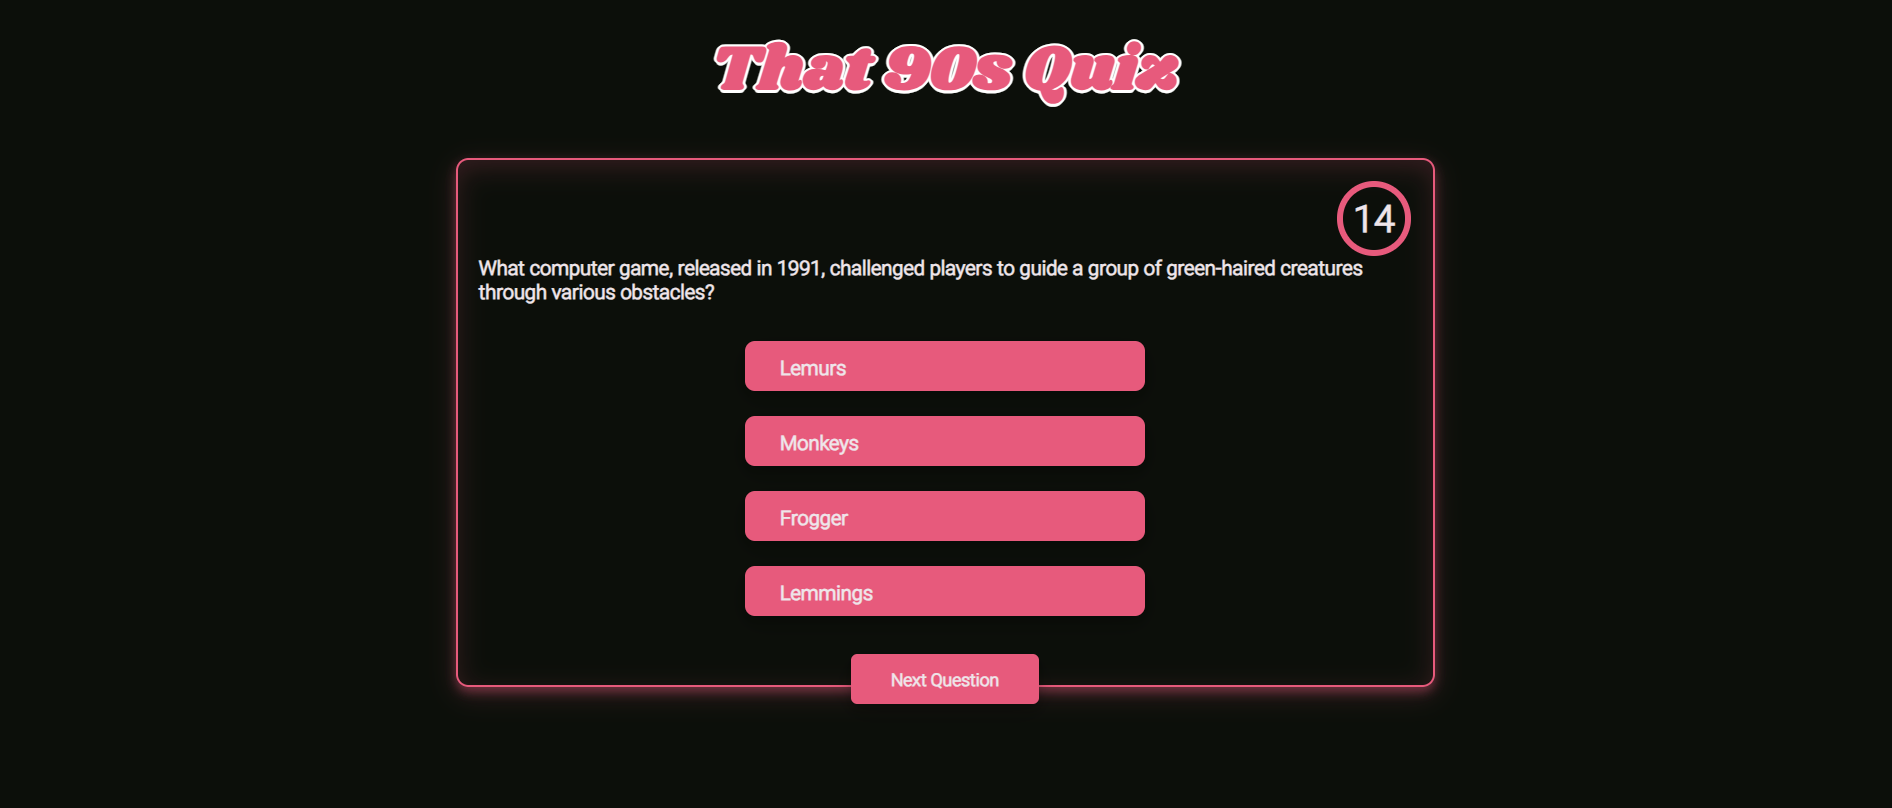 That 90s Quiz
14
What computer game, released in 1991, challenged players to guide a group of green-haired creatures
through various obstacles?
Lemurs
Monkeys
Frogger
Lemmings
Next Question